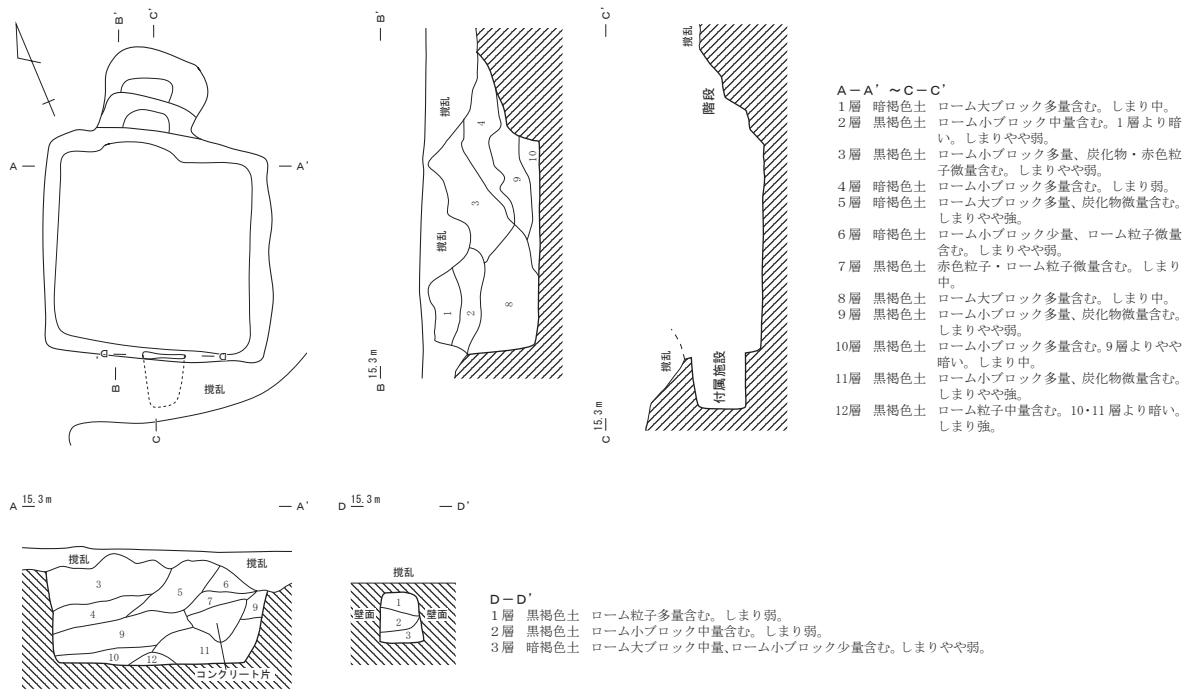 B'
C'
A
A'
D'
D
B
撹乱
C
B'
撹乱
4
10
9
3
撹乱
8
1
2
15.3m
B
C'
撹乱
階段
撹乱
付属施設
15.3m
C
A-A' ～C-C'
1層 暗褐色土 ローム大ブロック多量含む。しまり中。
2層 黒褐色土 ローム小ブロック中量含む。1層より暗
い。しまりやや弱。
3層 黒褐色土 ローム小ブロック多量、炭化物・赤色粒
子微量含む。しまりやや弱。
4層 暗褐色土 ローム小ブロック多量含む。しまり弱。
5層 暗褐色土 ローム大ブロック多量、炭化物微量含む。
しまりやや強。
6層 暗褐色土 ローム小ブロック少量、ローム粒子微量
含む。しまりやや弱。
7層 黒褐色土 赤色粒子・ローム粒子微量含む。しまり
中。
8層 黒褐色土 ローム大ブロック多量含む。しまり中。
9層 黒褐色土 ローム小ブロック多量、炭化物微量含む。
しまりやや弱。
10層 黒褐色土 ローム小ブロック多量含む。9層よりやや
暗い。しまり中。
11層 黒褐色土 ローム小ブロック多量、炭化物微量含む。
しまりやや強。
12層 黒褐色土 ローム粒子中量含む。10・11層より暗い。
しまり強。
A 15.3m A'
撹乱
撹乱
3
6
5
7
4
9
9
11
10
12
コンクリート片
D 15.3m D'
撹乱
壁面
1
壁面
2
3
D-D'
1層 黒褐色土 ローム粒子多量含む。しまり弱。
2層 黒褐色土 ローム小ブロック中量含む。しまり弱。
3層 暗褐色土 ローム大ブロック中量、ローム小ブロック少量含む。しまりやや弱。